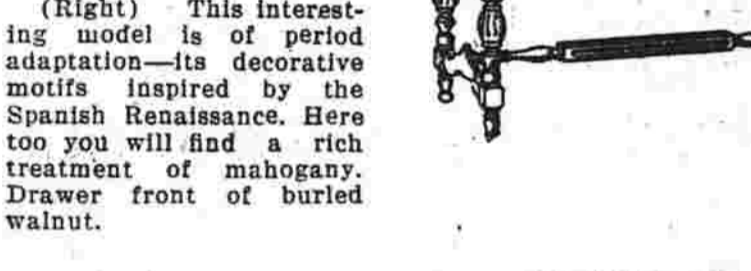 (Right) This interest-
ing model is of period
adaptation—its decorative
motifs inspired by the
Spanish Renaissance. Here
too you will find a rich
treatment of mahogany.
Drawer front of burled
walnut.